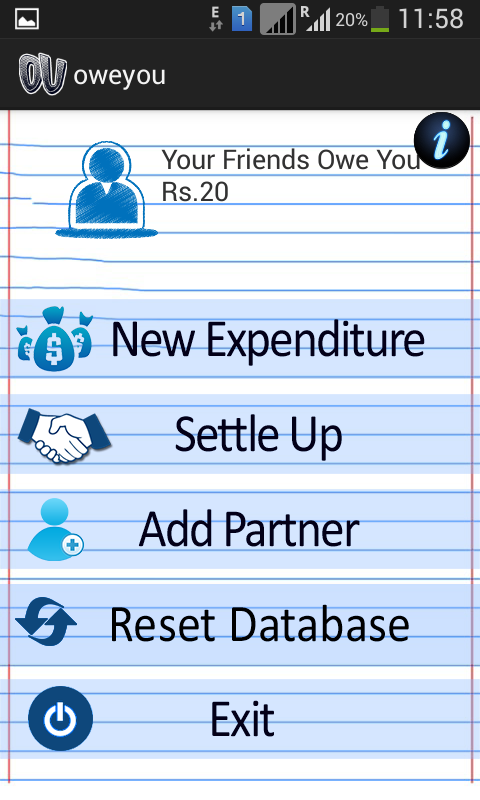 E 1 R 20% 11:58
OU oweyou
i
Your Friends Owe You
Rs.20
New Expenditure
Settle Up
Add Partner
Reset Database
Exit